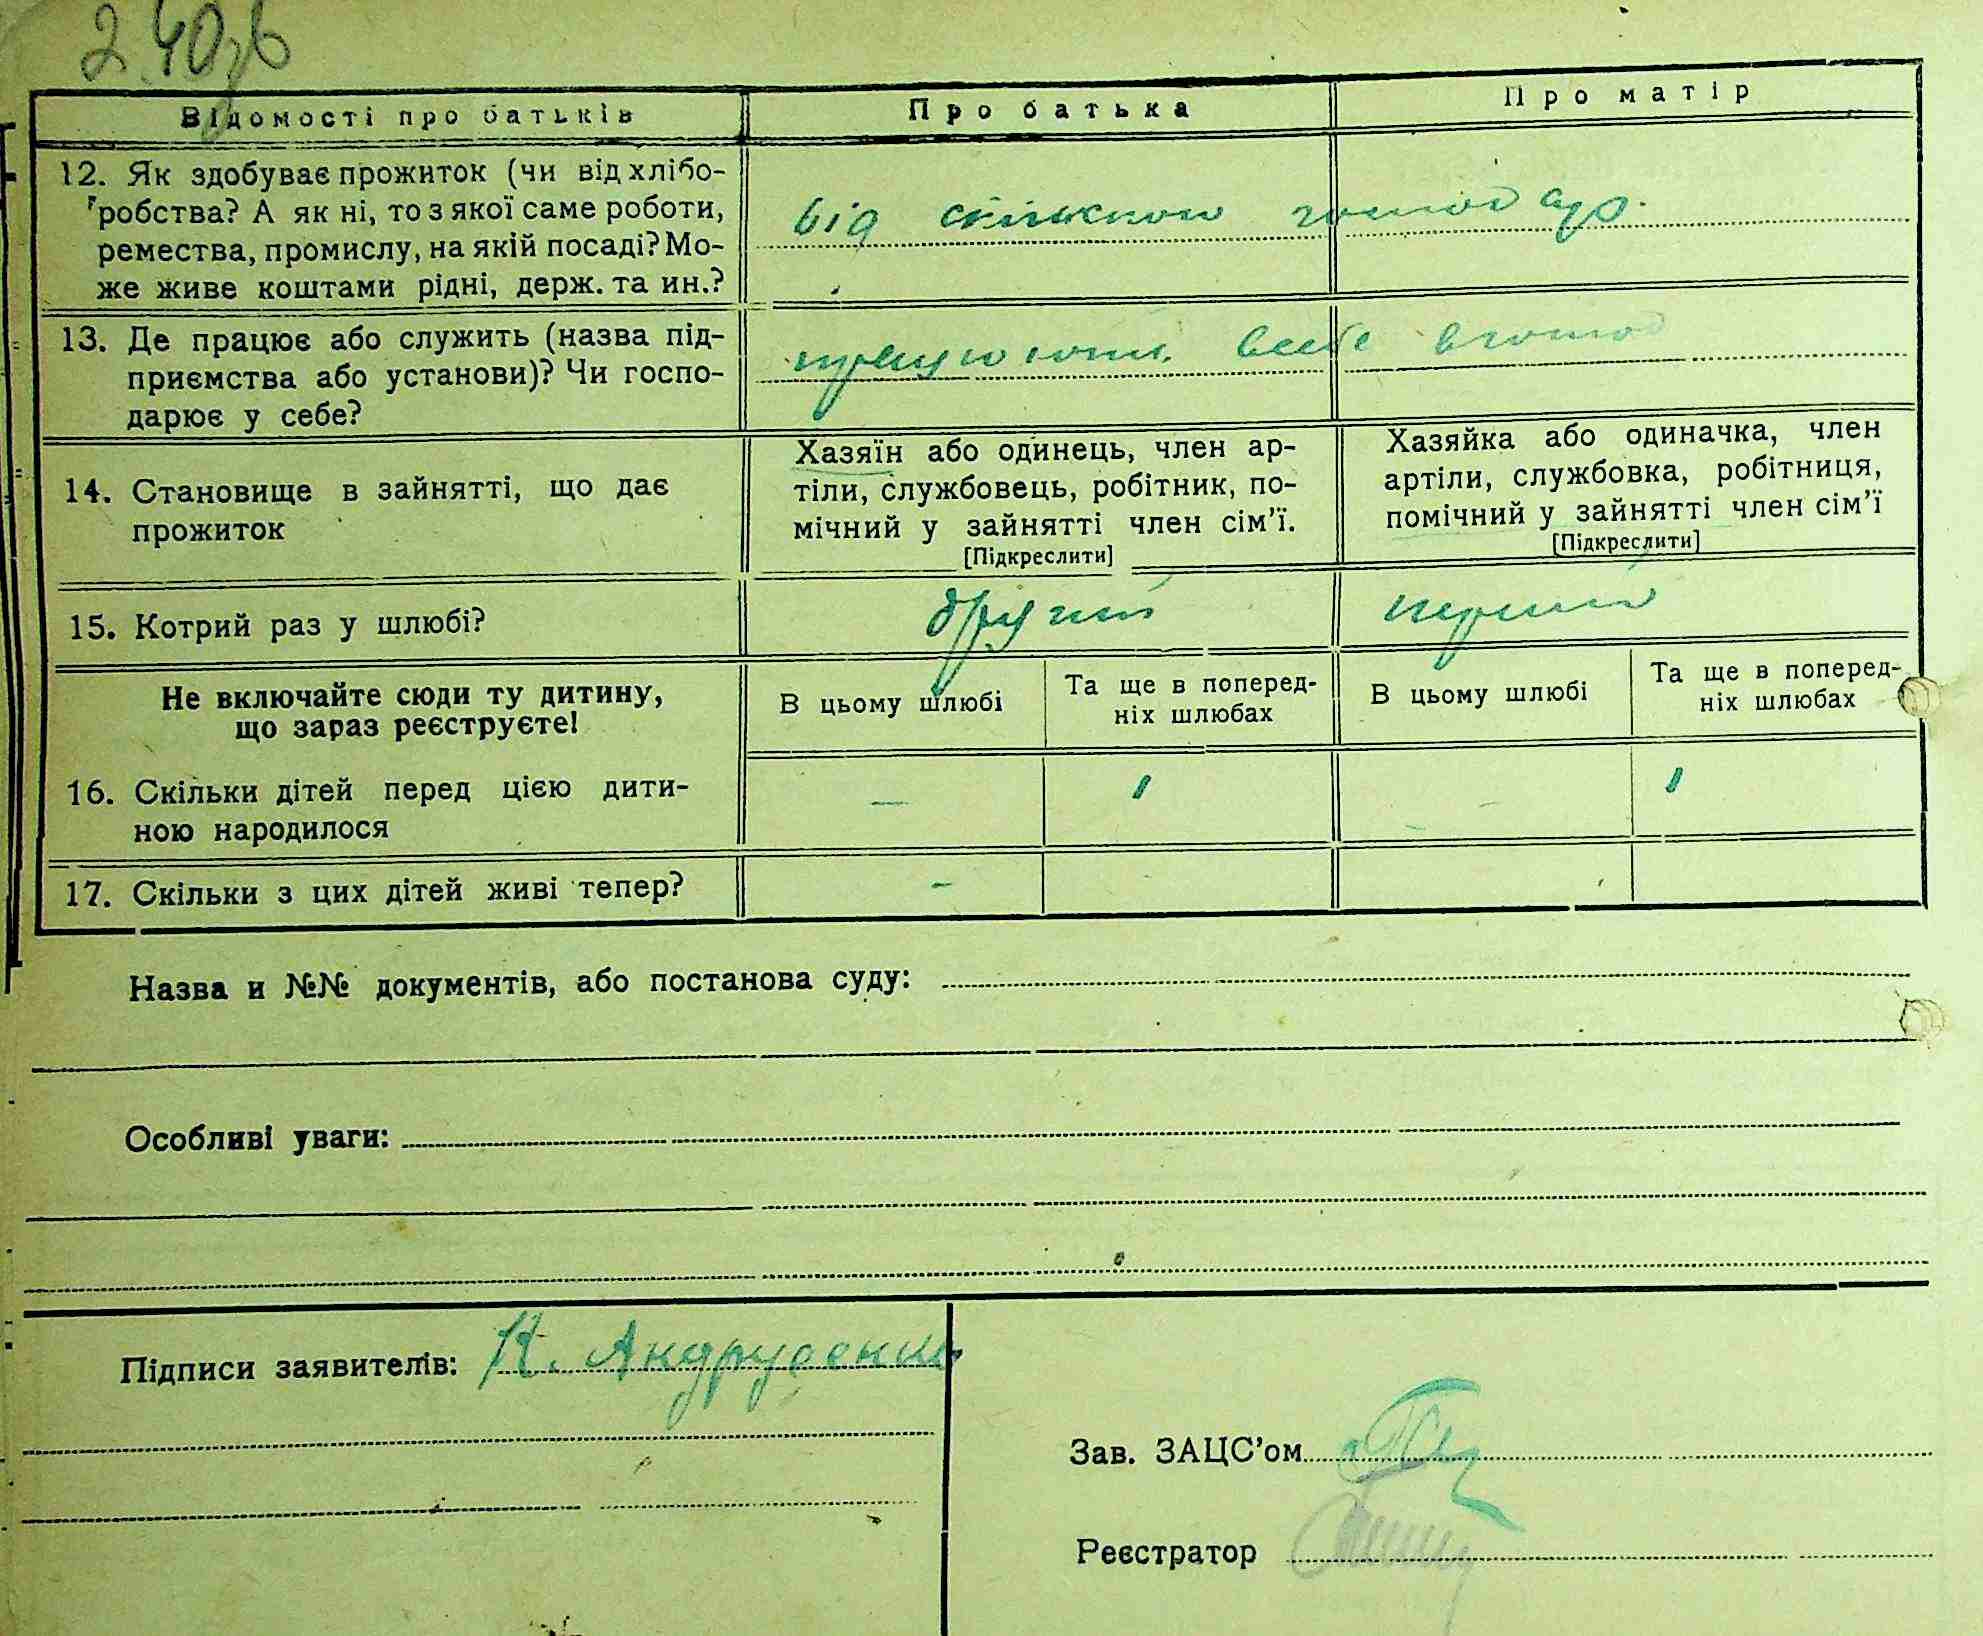 240зв
Відомості про батьків
Про батька
Про матір
12. Як здобуває прожиток (чи від хлібо-
робства? А як ні, то з якої саме роботи,
ремества, промислу, на якій посаді? Мо-
же живе коштами рідні, держ. та ин.?
від сільского господар.
13. Де працює або служить (назва під-
приємства або установи)? Чи госпо-
дарює у себе?
себе в господ
14. Становище в зайнятті, що дає
прожиток
Хазяїн або одинець, член ар-
тіли, службовець, робітник, по-
мічний у зайнятті член сім'ї.
[Підкреслити]
Хазяйка або одиначка, член
артіли, службовка, робітниця,
помічний у зайнятті член сім'ї
[Підкреслити]
15. Котрий раз у шлюбі?
другий
перший
Не включайте сюди ту дитину,
що зараз реєструєте!
В цьому шлюбі
Та ще в поперед-
ніх шлюбах
В цьому шлюбі
Та ще в поперед-
ніх шлюбах
16. Скільки дітей перед цією дити-
ною народилося
– 1 – 1
17. Скільки з цих дітей живі тепер?
–
Назва и №№ документів, або постанова суду:
Особливі уваги:
Підписи заявителів: К. Андрусенко
Зав. ЗАЦС'ом
Реєстратор